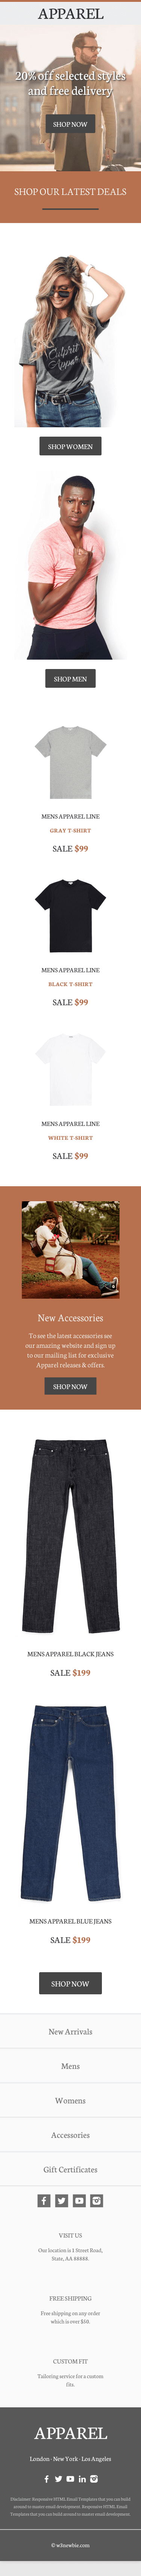 APPAREL
20% off selected styles
and free delivery
SHOP NOW
SHOP OUR LATEST DEALS
Culprit
Apparel
SHOP WOMEN
SHOP MEN
MENS APPAREL LINE
GRAY T-SHIRT
SALE $99
MENS APPAREL LINE
BLACK T-SHIRT
SALE $99
MENS APPAREL LINE
WHITE T-SHIRT
SALE $99
New Accessories
To see the latest accessories see
our amazing website and sign up
to our mailing list for exclusive
Apparel releases & offers.
SHOP NOW
MENS APPAREL BLACK JEANS
SALE $199
MENS APPAREL BLUE JEANS
SALE $199
SHOP NOW
New Arrivals
Mens
Womens
Accessories
Gift Certificates
VISIT US
Our location is 1 Street Road,
State, AA 88888.
FREE SHIPPING
Free shipping on any order
which is over $50.
CUSTOM FIT
Tailoring service for a custom
fits.
APPAREL
London · New York · Los Angeles
Disclaimer: Responsive HTML Email Templates that you can build
around to master email development. Responsive HTML Email
Templates that you can build around to master email development.
© w3newbie.com